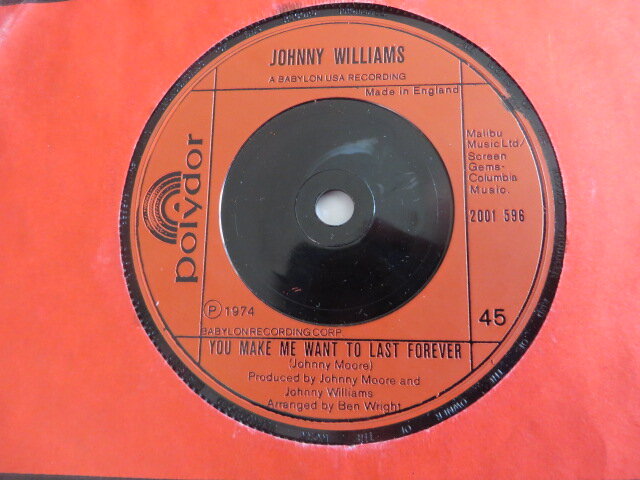 JOHNNY WILLIAMS
A BABYLON USA RECORDING
Made in England
polydor
Malibu
Music Ltd/
Screen
Gems-
Columbia
Music.
2001 596
Ⓟ 1974
BABYLON RECORDING CORP.
45
YOU MAKE ME WANT TO LAST FOREVER
(Johnny Moore)
Produced by Johnny Moore and
Johnny Williams
Arranged by Ben Wright